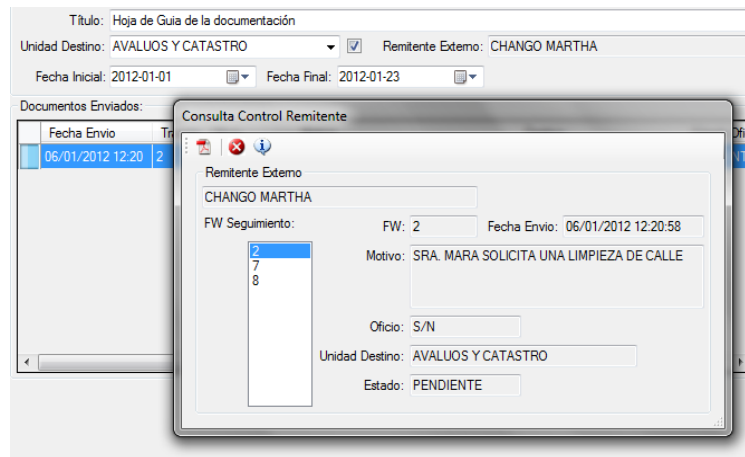 Título: Hoja de Guia de la documentación
Unidad Destino: AVALUOS Y CATASTRO Remitente Externo: CHANGO MARTHA
Fecha Inicial: 2012-01-01 Fecha Final: 2012-01-23
Documentos Enviados:
Fecha Envio
06/01/2012 12:20 2
Consulta Control Remitente
Remitente Externo
CHANGO MARTHA
FW Seguimiento: FW: 2 Fecha Envio: 06/01/2012 12:20:58
2
7
8
Motivo: SRA. MARA SOLICITA UNA LIMPIEZA DE CALLE
Oficio: S/N
Unidad Destino: AVALUOS Y CATASTRO
Estado: PENDIENTE